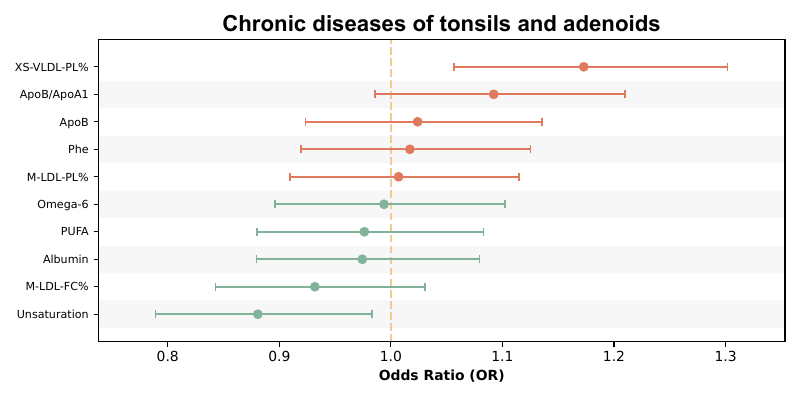 Chronic diseases of tonsils and adenoids
XS-VLDL-PL%
ApoB/ApoA1
ApoB
Phe
M-LDL-PL%
Omega-6
PUFA
Albumin
M-LDL-FC%
Unsaturation
0.8 0.9 1.0 1.1 1.2 1.3
Odds Ratio (OR)